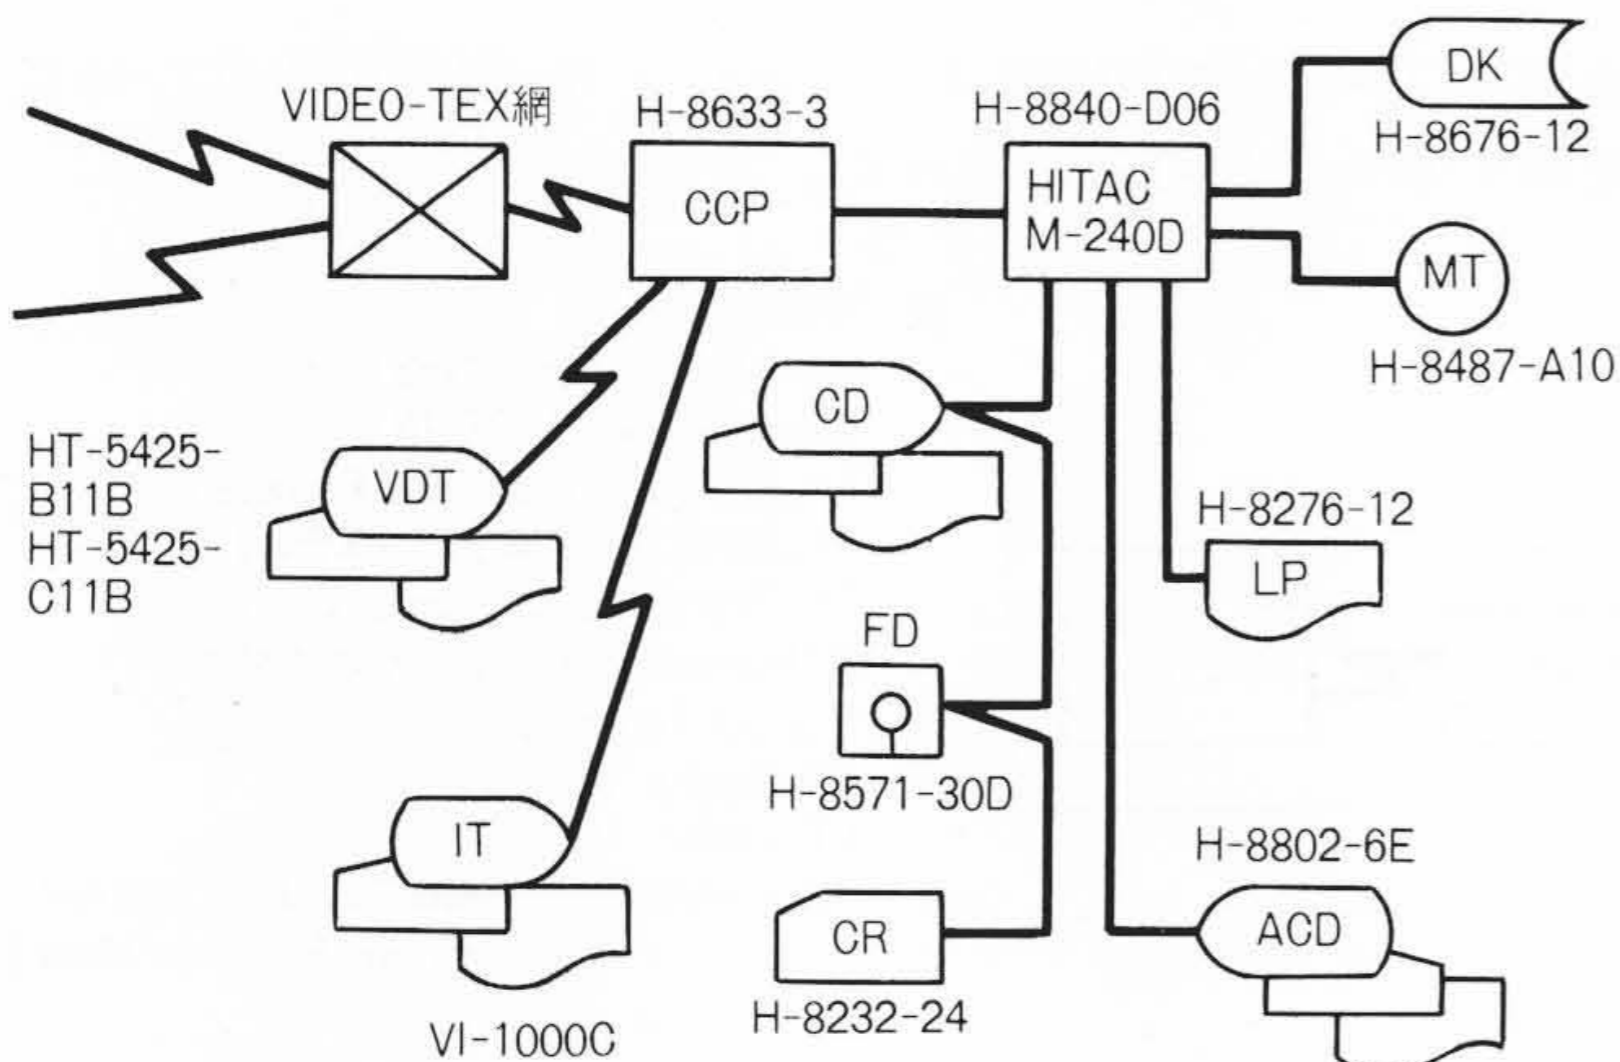 VIDEO-TEX網
H-8633-3
CCP
H-8840-D06
HITAC
M-240D
DK
H-8676-12
MT
H-8487-A10
CD
HT-5425-
B11B
HT-5425-
C11B
VDT
H-8276-12
LP
FD
H-8571-30D
IT
VI-1000C
CR
H-8232-24
H-8802-6E
ACD